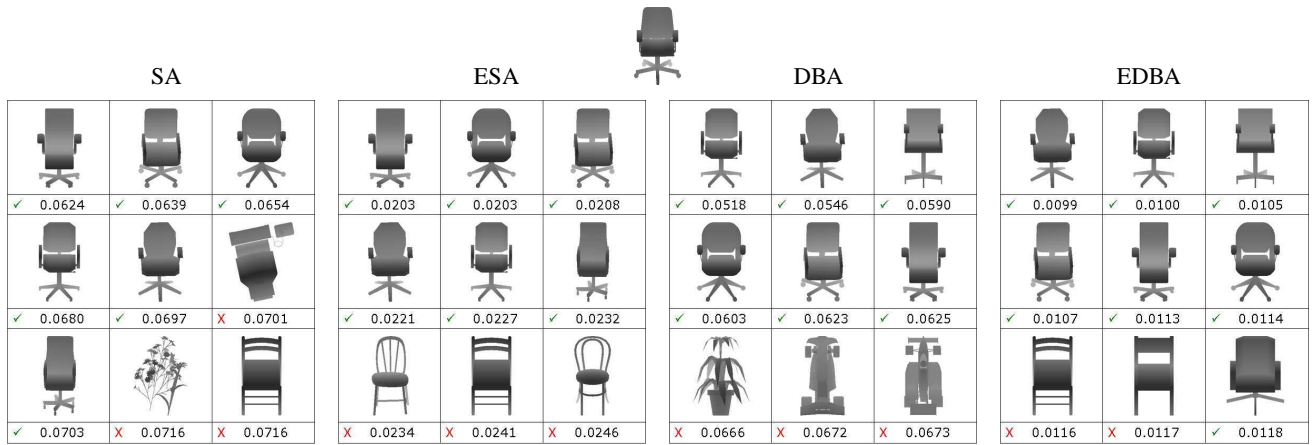 SA ESA DBA EDBA
✓ 0.0624 ✓ 0.0639 ✓ 0.0654 ✓ 0.0203 ✓ 0.0203 ✓ 0.0208 ✓ 0.0518 ✓ 0.0546 ✓ 0.0590 ✓ 0.0099 ✓ 0.0100 ✓ 0.0105
✓ 0.0680 ✓ 0.0697 X 0.0701 ✓ 0.0221 ✓ 0.0227 ✓ 0.0232 ✓ 0.0603 ✓ 0.0623 ✓ 0.0625 ✓ 0.0107 ✓ 0.0113 ✓ 0.0114
✓ 0.0703 X 0.0716 X 0.0716 X 0.0234 X 0.0241 X 0.0246 X 0.0666 X 0.0672 X 0.0673 X 0.0116 X 0.0117 ✓ 0.0118